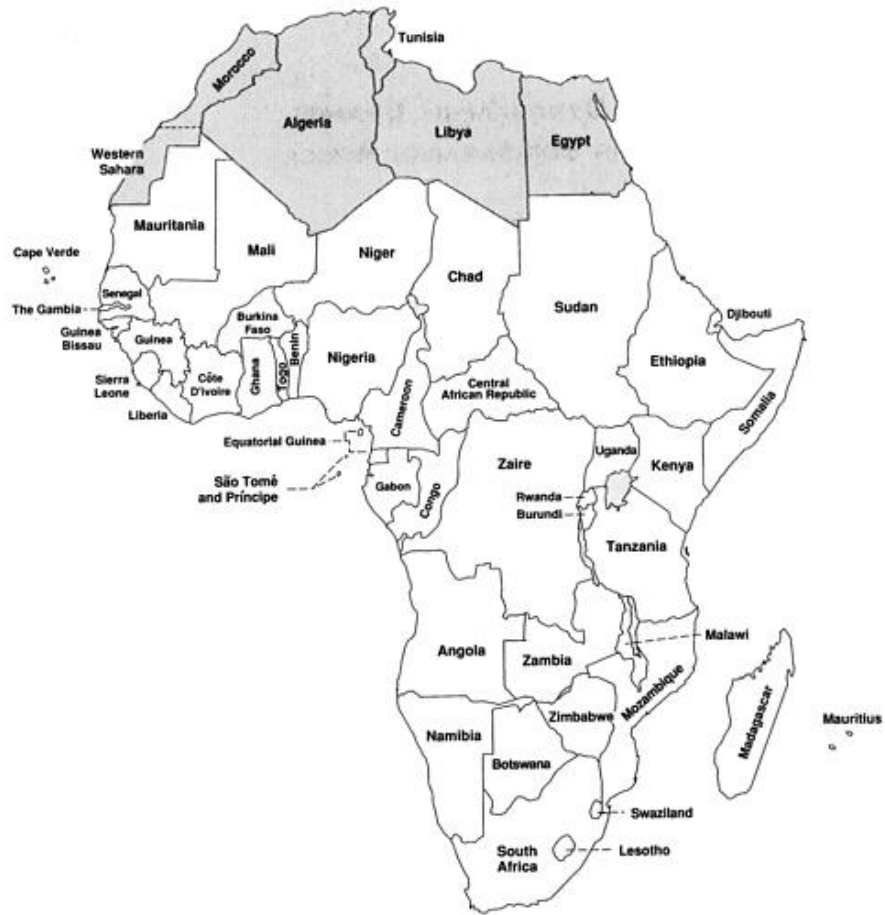 Tunisia
Morocco
Algeria
Libya
Egypt
Western
Sahara
Mauritania
Mali
Niger
Chad
Sudan
Cape Verde
Senegal
The Gambia
Guinea
Bissau
Guinea
Burkina
Faso
Sierra
Leone
Liberia
Côte
D'Ivoire
Ghana
Togo
Benin
Nigeria
Cameroon
Central
African Republic
Djibouti
Ethiopia
Somalia
Equatorial Guinea
São Tomé
and Príncipe
Gabon
Congo
Zaire
Uganda
Kenya
Rwanda
Burundi
Tanzania
Angola
Zambia
Malawi
Mozambique
Madagascar
Mauritius
Namibia
Zimbabwe
Botswana
Swaziland
South
Africa
Lesotho